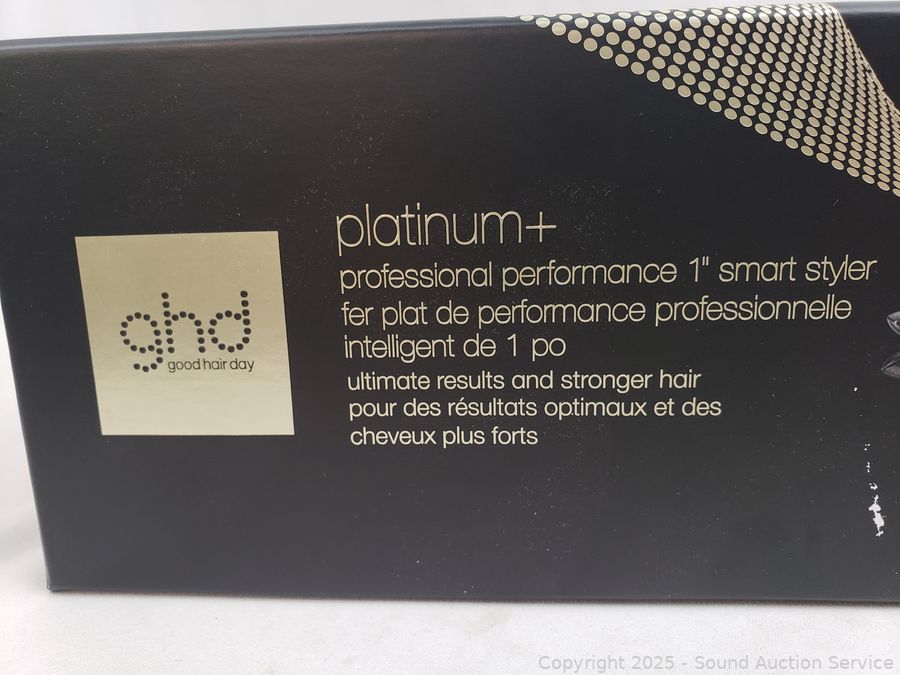 ghd
good hair day
platinum+
professional performance 1" smart styler
fer plat de performance professionnelle
intelligent de 1 po
ultimate results and stronger hair
pour des résultats optimaux et des
cheveux plus forts
Copyright 2025 - Sound Auction Service